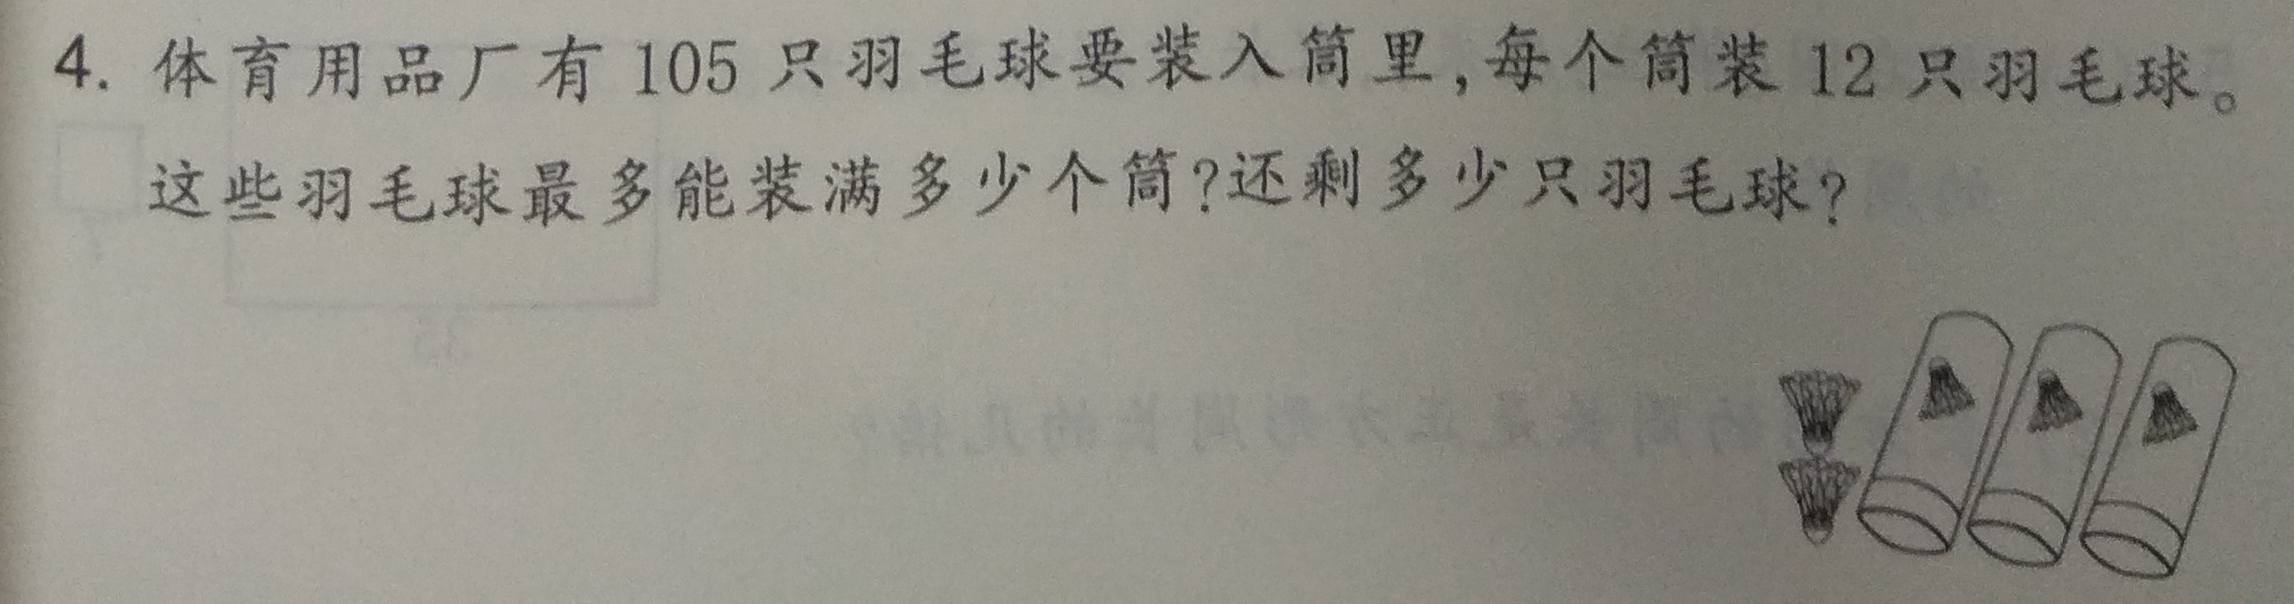 4. 体育用品厂有 105 只羽毛球要装入筒里,每个筒装 12 只羽毛球。
这些羽毛球最多能装满多少个筒?还剩多少只羽毛球?